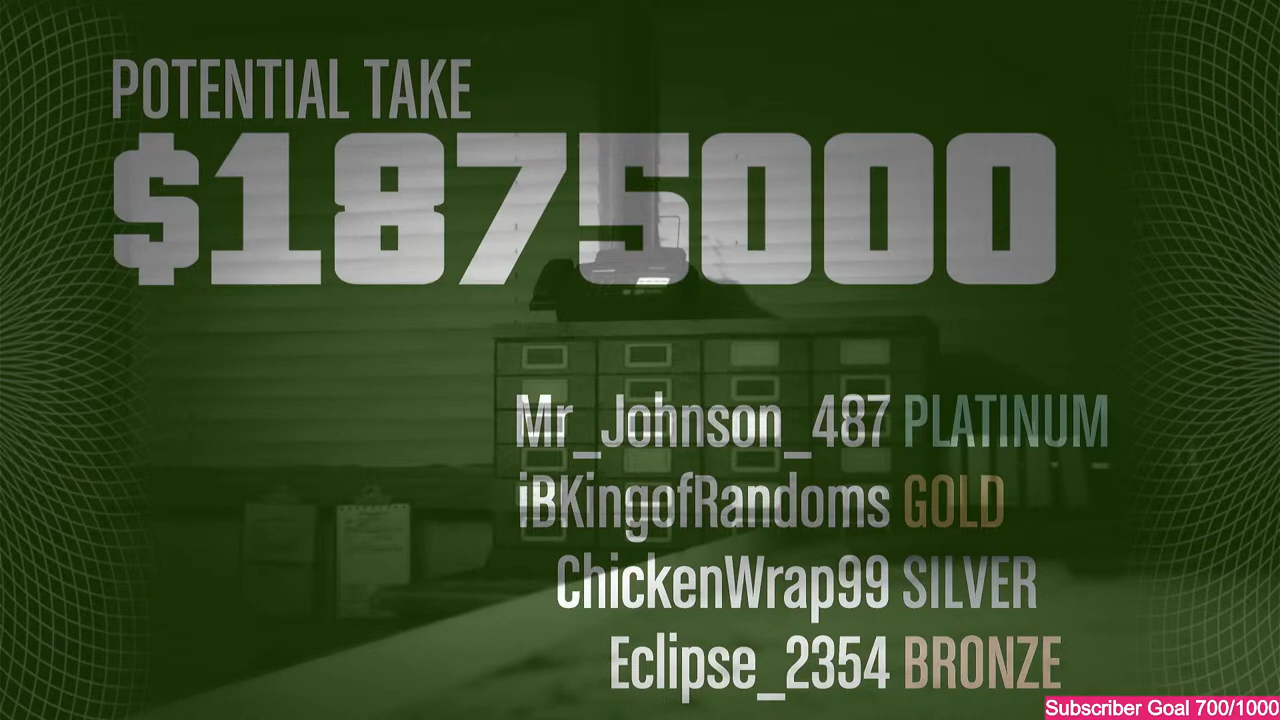 POTENTIAL TAKE
$1875000
Mr_Johnson_487 PLATINUM
iBKingofRandoms GOLD
ChickenWrap99 SILVER
Eclipse_2354 BRONZE
Subscriber Goal 700/1000